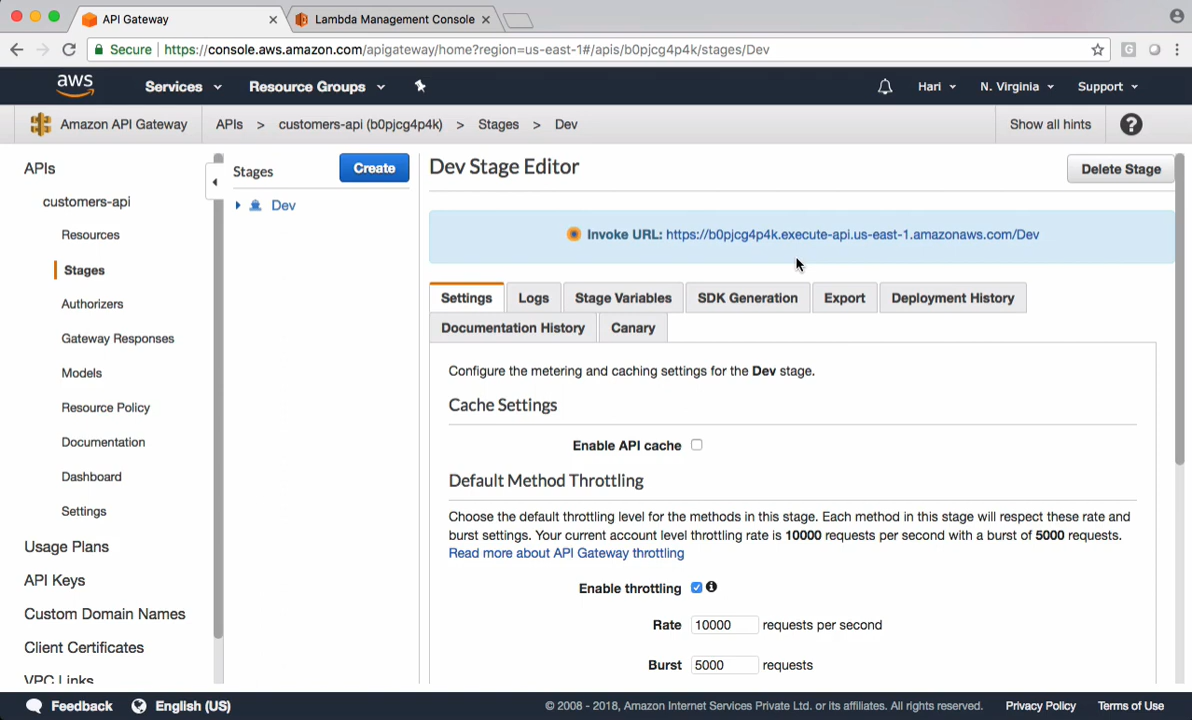 API Gateway
Lambda Management Console
Secure
https://console.aws.amazon.com/apigateway/home?region=us-east-1#/apis/b0pjcg4p4k/stages/Dev
aws
Services
Resource Groups
Hari
N. Virginia
Support
Amazon API Gateway
APIs > customers-api (b0pjcg4p4k) > Stages > Dev
Show all hints
?
APIs
customers-api
Resources
Stages
Authorizers
Gateway Responses
Models
Resource Policy
Documentation
Dashboard
Settings
Usage Plans
API Keys
Custom Domain Names
Client Certificates
VPC Links
Stages
Create
Dev
Dev Stage Editor
Delete Stage
Invoke URL: https://b0pjcg4p4k.execute-api.us-east-1.amazonaws.com/Dev
Settings
Logs
Stage Variables
SDK Generation
Export
Deployment History
Documentation History
Canary
Configure the metering and caching settings for the Dev stage.
Cache Settings
Enable API cache
Default Method Throttling
Choose the default throttling level for the methods in this stage. Each method in this stage will respect these rate and
burst settings. Your current account level throttling rate is 10000 requests per second with a burst of 5000 requests.
Read more about API Gateway throttling
Enable throttling
Rate 10000 requests per second
Burst 5000 requests
Feedback
English (US)
© 2008 - 2018, Amazon Internet Services Private Ltd. or its affiliates. All rights reserved.
Privacy Policy
Terms of Use